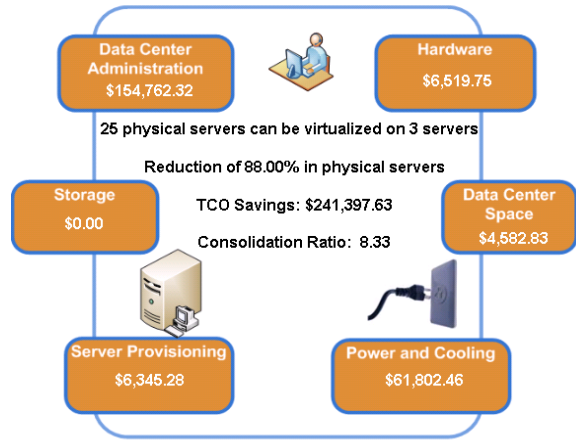 Data Center
Administration
$154,762.32
Hardware
$6,519.75
25 physical servers can be virtualized on 3 servers
Reduction of 88.00% in physical servers
Storage
$0.00
TCO Savings: $241,397.63
Consolidation Ratio: 8.33
Data Center
Space
$4,582.83
Server Provisioning
$6,345.28
Power and Cooling
$61,802.46